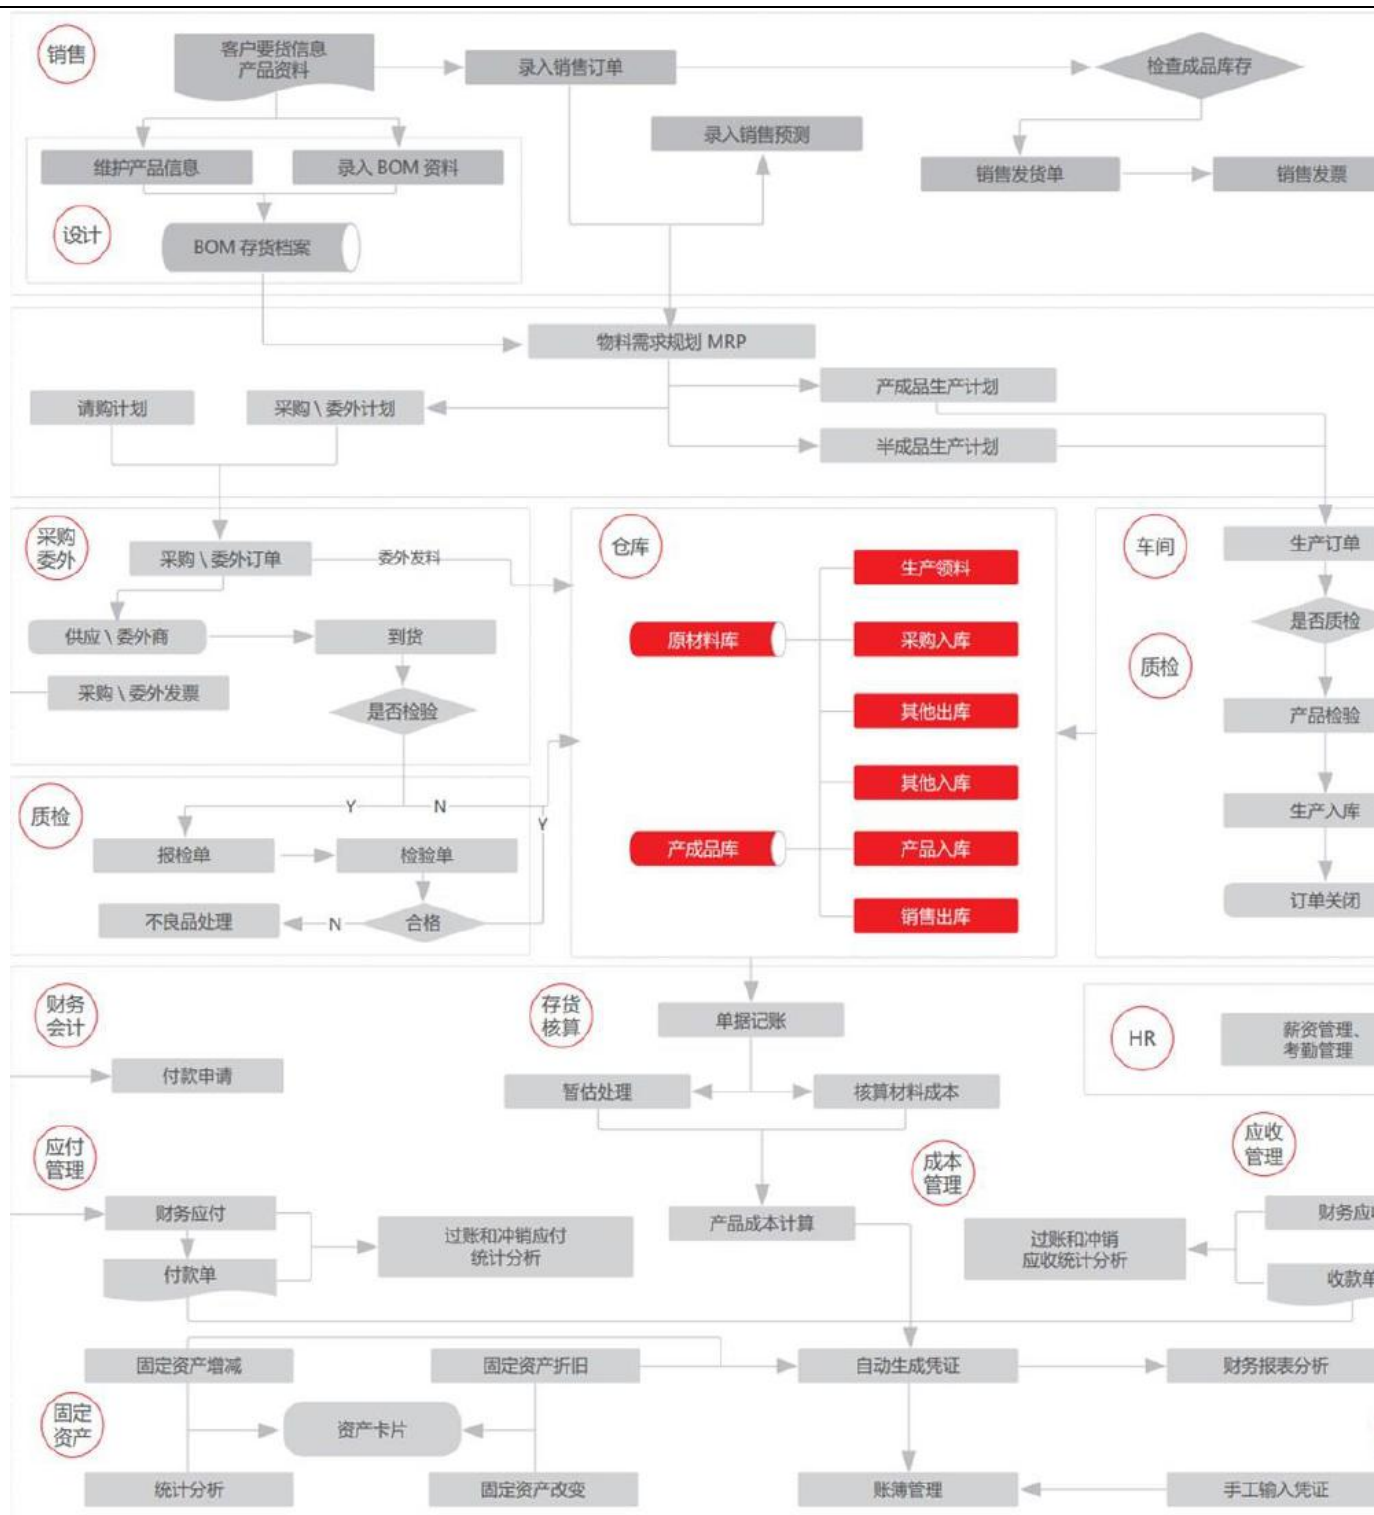 销售
客户要货信息
产品资料
录入销售订单
检查成品库存
录入销售预测
维护产品信息
录入 BOM 资料
销售发货单
销售发票
设计
BOM 存货档案
物料需求规划 MRP
产成品生产计划
请购计划
采购 \ 委外计划
半成品生产计划
采购
委外
采购 \ 委外订单
委外发料
仓库
生产领料
车间
生产订单
供应 \ 委外商
到货
原材料库
采购入库
是否质检
质检
采购 \ 委外发票
是否检验
其他出库
产品检验
质检
Y
N
Y
其他入库
生产入库
报检单
检验单
产成品库
产品入库
不良品处理
N
合格
销售出库
订单关闭
财务
会计
存货
核算
单据记账
HR
薪资管理、
考勤管理
付款申请
暂估处理
核算材料成本
应付
管理
成本
管理
应收
管理
财务应付
过账和冲销应付
统计分析
产品成本计算
过账和冲销
应收统计分析
财务应
付款单
收款单
固定资产增减
固定资产折旧
自动生成凭证
财务报表分析
固定
资产
资产卡片
统计分析
固定资产改变
账簿管理
手工输入凭证